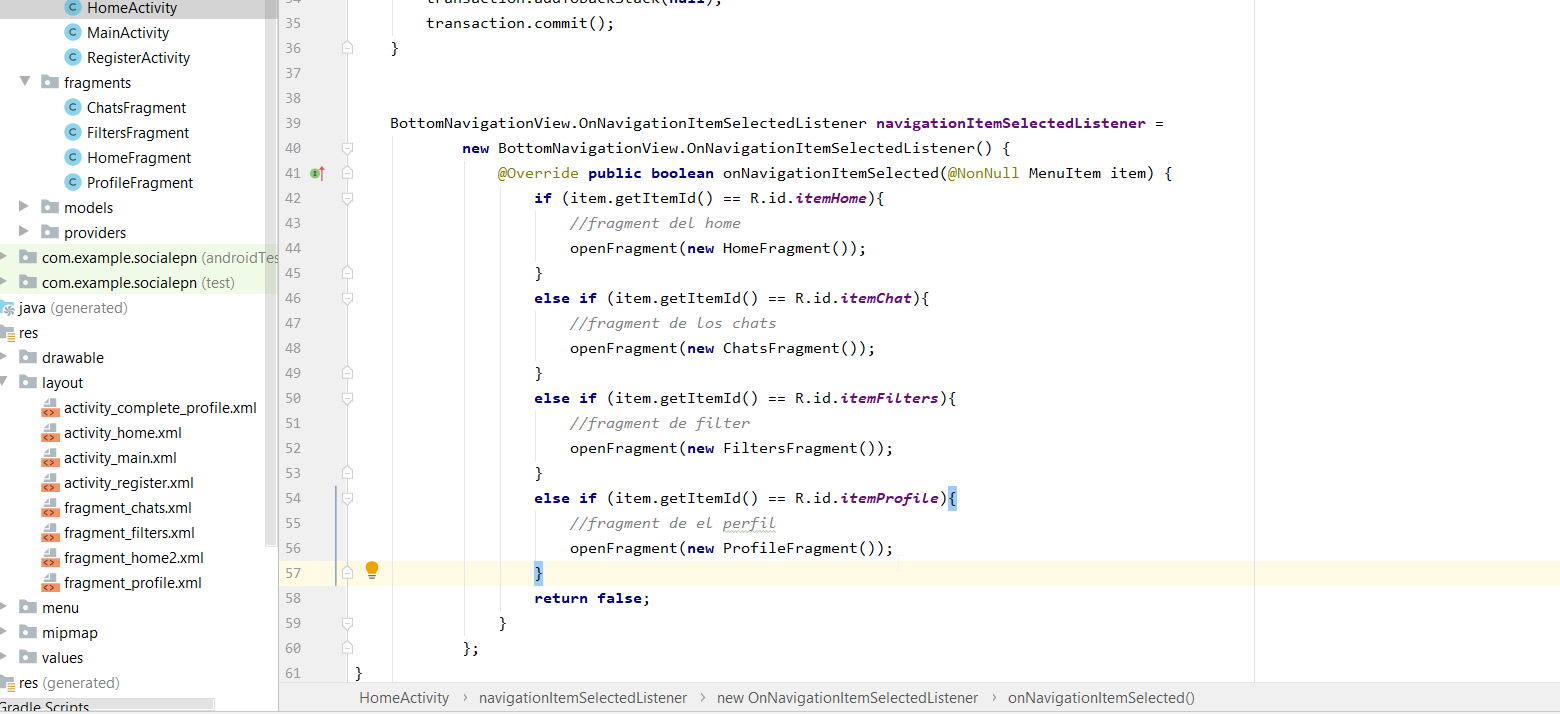 HomeActivity
MainActivity
RegisterActivity
fragments
ChatsFragment
FiltersFragment
HomeFragment
ProfileFragment
models
providers
com.example.socialepn (androidTes
com.example.socialepn (test)
java (generated)
res
drawable
layout
activity_complete_profile.xml
activity_home.xml
activity_main.xml
activity_register.xml
fragment_chats.xml
fragment_filters.xml
fragment_home2.xml
fragment_profile.xml
menu
mipmap
values
res (generated)
Gradle Scripts
34 transaction.addToBackStack(null);
35 transaction.commit();
36 }
37
38
39 BottomNavigationView.OnNavigationItemSelectedListener navigationItemSelectedListener =
40 new BottomNavigationView.OnNavigationItemSelectedListener() {
41 @Override public boolean onNavigationItemSelected(@NonNull MenuItem item) {
42 if (item.getItemId() == R.id.itemHome){
43 //fragment del home
44 openFragment(new HomeFragment());
45 }
46 else if (item.getItemId() == R.id.itemChat){
47 //fragment de los chats
48 openFragment(new ChatsFragment());
49 }
50 else if (item.getItemId() == R.id.itemFilters){
51 //fragment de filter
52 openFragment(new FiltersFragment());
53 }
54 else if (item.getItemId() == R.id.itemProfile){
55 //fragment de el perfil
56 openFragment(new ProfileFragment());
57 }
58 return false;
59 }
60 };
61 }
HomeActivity › navigationItemSelectedListener › new OnNavigationItemSelectedListener › onNavigationItemSelected()